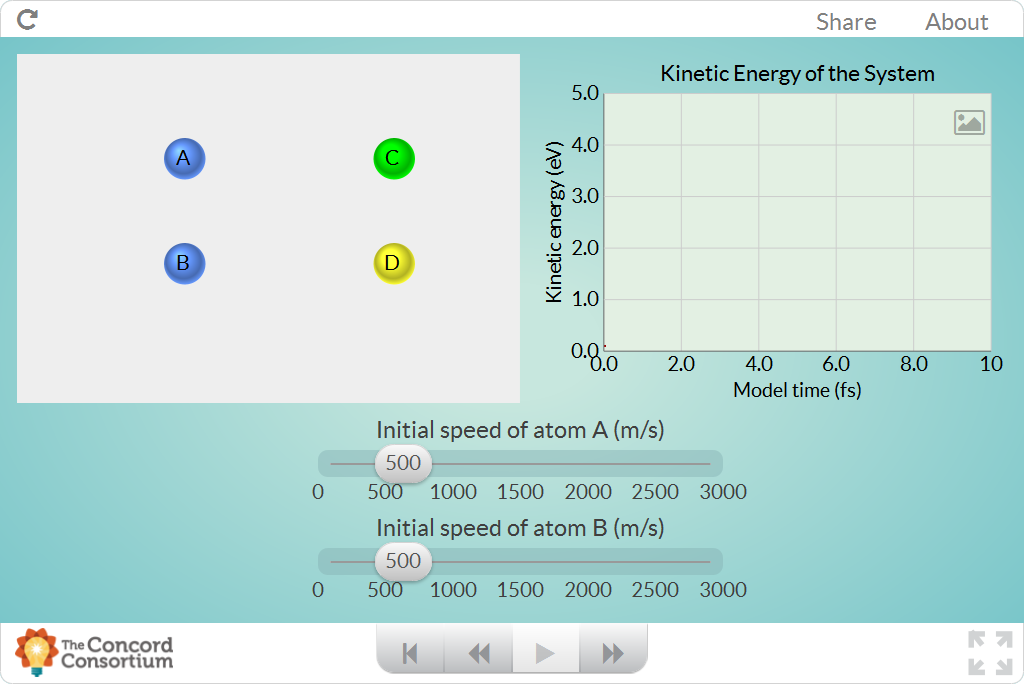 Share About
A
C
B
D
Kinetic Energy of the System
5.0
4.0
3.0
2.0
1.0
0.0
Kinetic energy (eV)
0.0 2.0 4.0 6.0 8.0 10
Model time (fs)
Initial speed of atom A (m/s)
500
0 500 1000 1500 2000 2500 3000
Initial speed of atom B (m/s)
500
0 500 1000 1500 2000 2500 3000
The Concord
Consortium